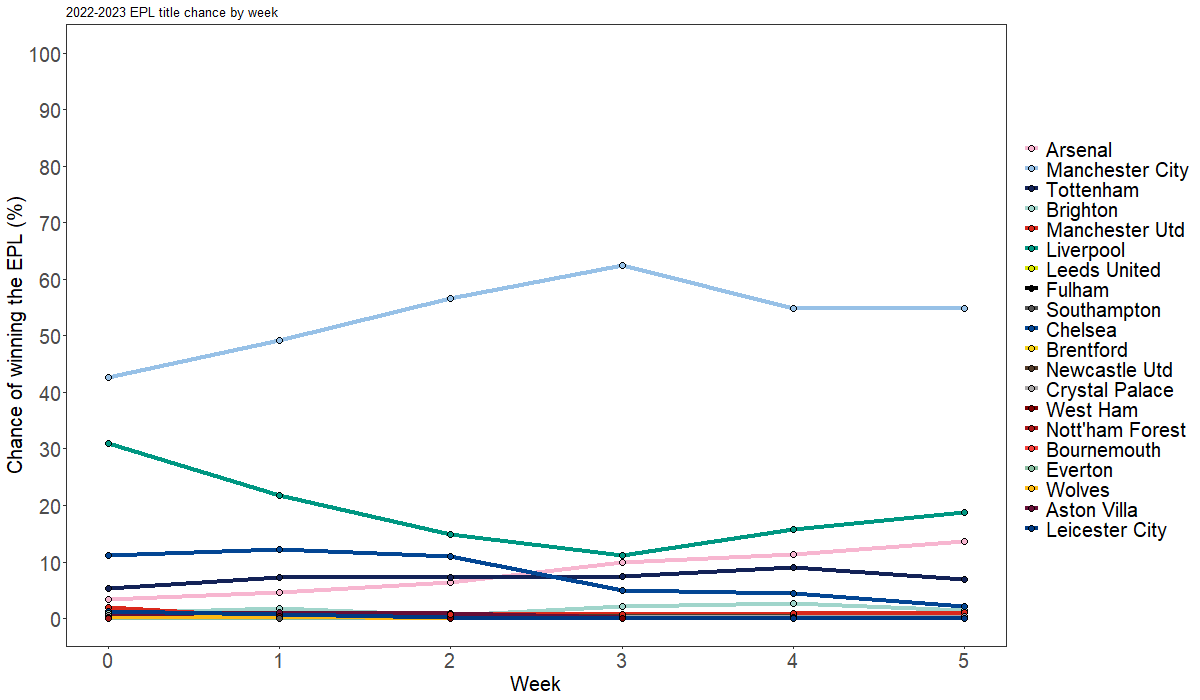 2022-2023 EPL title chance by week
Chance of winning the EPL (%)
100
90
80
70
60
50
40
30
20
10
0
0 1 2 3 4 5
Week
Arsenal
Manchester City
Tottenham
Brighton
Manchester Utd
Liverpool
Leeds United
Fulham
Southampton
Chelsea
Brentford
Newcastle Utd
Crystal Palace
West Ham
Nott'ham Forest
Bournemouth
Everton
Wolves
Aston Villa
Leicester City